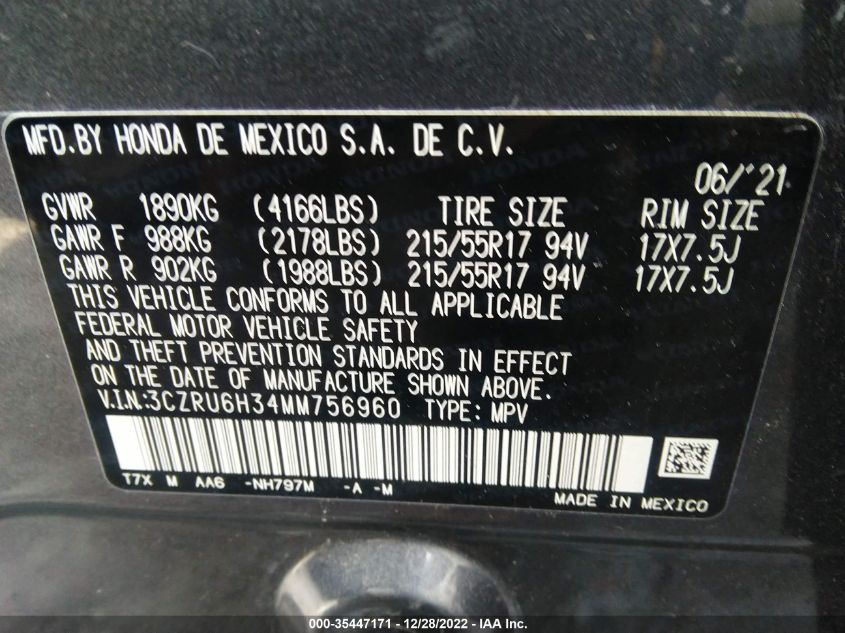 MFD.BY HONDA DE MEXICO S.A. DE C.V.
06/'21
GVWR 1890KG (4166LBS) TIRE SIZE RIM SIZE
GAWR F 988KG (2178LBS) 215/55R17 94V 17X7.5J
GAWR R 902KG (1988LBS) 215/55R17 94V 17X7.5J
THIS VEHICLE CONFORMS TO ALL APPLICABLE
FEDERAL MOTOR VEHICLE SAFETY
AND THEFT PREVENTION STANDARDS IN EFFECT
ON THE DATE OF MANUFACTURE SHOWN ABOVE.
V.I.N:3CZRU6H34MM756960 TYPE: MPV
T7X M AA6 -NH797M -A -M
MADE IN MEXICO
000-35447171 - 12/28/2022 - IAA Inc.